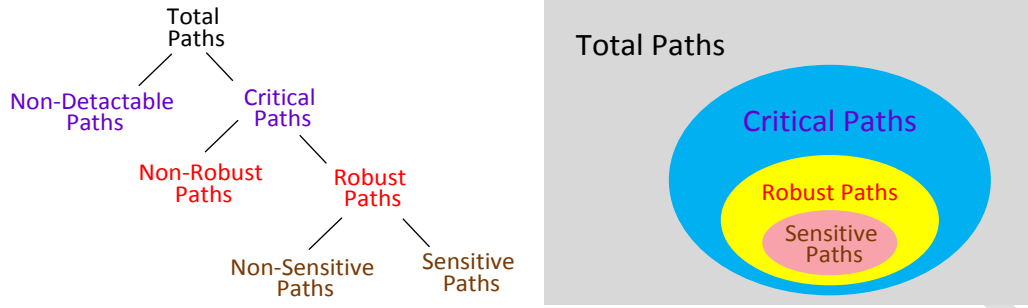 Total
Paths
Non-Detactable
Paths
Critical
Paths
Non-Robust
Paths
Robust
Paths
Non-Sensitive
Paths
Sensitive
Paths
Total Paths
Critical Paths
Robust Paths
Sensitive
Paths